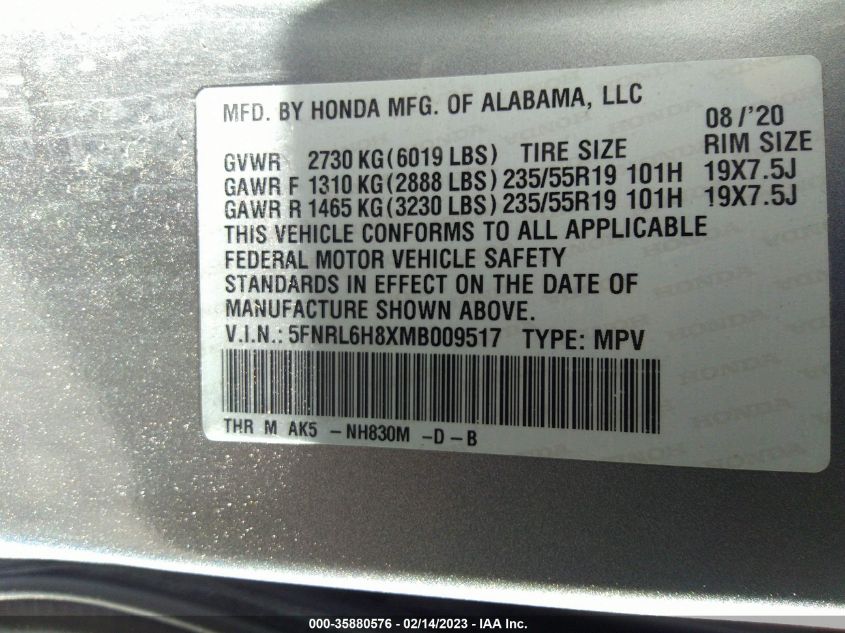 MFD. BY HONDA MFG. OF ALABAMA, LLC 08/'20
GVWR 2730 KG(6019 LBS) TIRE SIZE RIM SIZE
GAWR F 1310 KG(2888 LBS) 235/55R19 101H 19X7.5J
GAWR R 1465 KG(3230 LBS) 235/55R19 101H 19X7.5J
THIS VEHICLE CONFORMS TO ALL APPLICABLE
FEDERAL MOTOR VEHICLE SAFETY
STANDARDS IN EFFECT ON THE DATE OF
MANUFACTURE SHOWN ABOVE.
V.I.N.: 5FNRL6H8XMB009517 TYPE: MPV
THR M AK5 -NH830M -D-B
000-35880576 - 02/14/2023 - © IAA Inc.